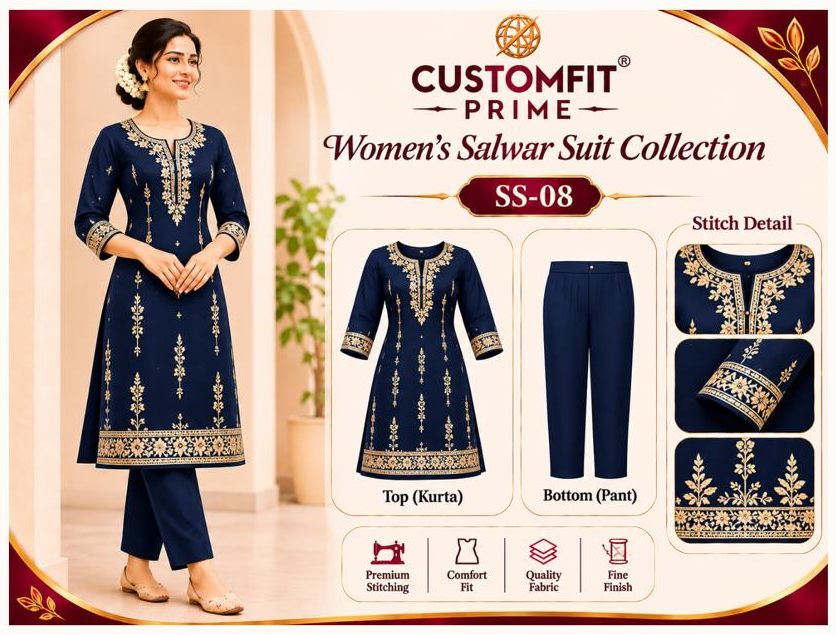 CUSTOMFIT®
PRIME
Women's Salwar Suit Collection
SS-08
Stitch Detail
Top (Kurta)
Bottom (Pant)
Premium
Stitching
Comfort
Fit
Quality
Fabric
Fine
Finish